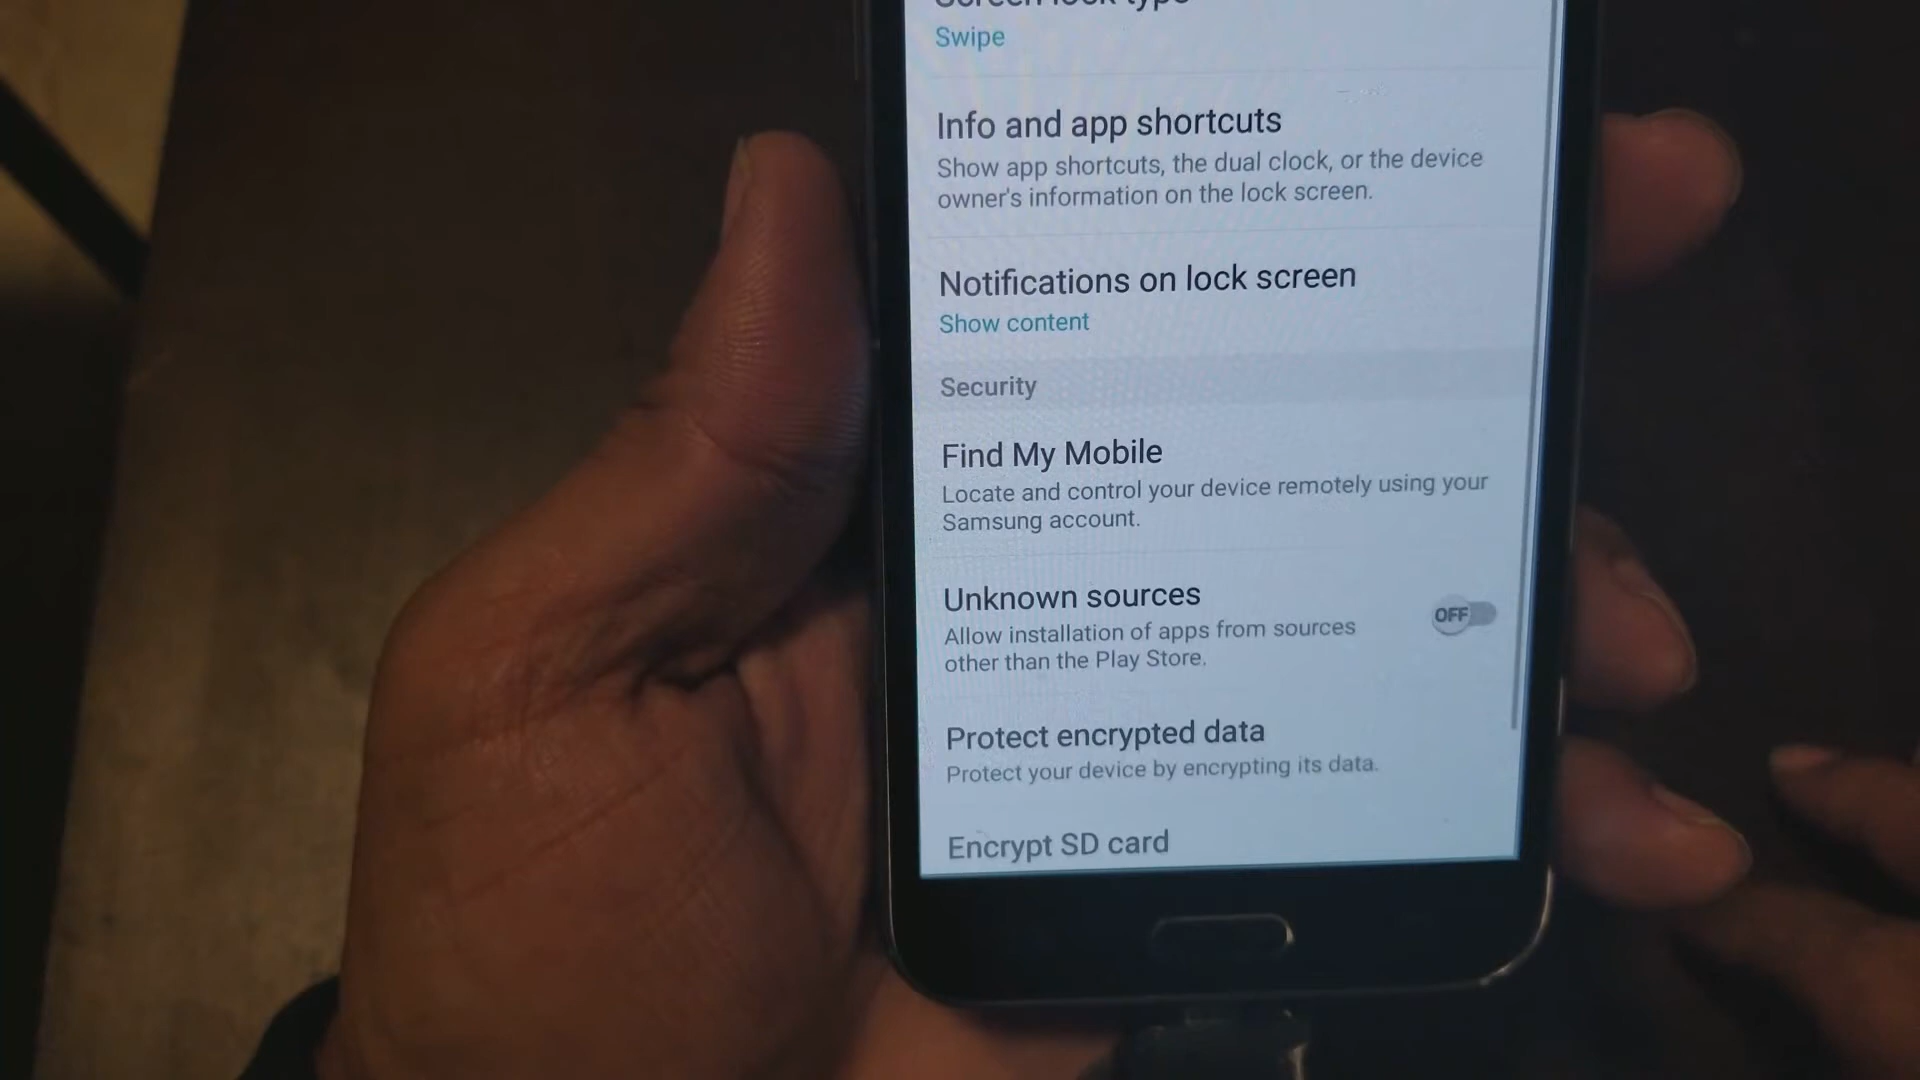 Screen lock type
Swipe
Info and app shortcuts
Show app shortcuts, the dual clock, or the device
owner's information on the lock screen.
Notifications on lock screen
Show content
Security
Find My Mobile
Locate and control your device remotely using your
Samsung account.
Unknown sources
OFF
Allow installation of apps from sources
other than the Play Store.
Protect encrypted data
Protect your device by encrypting its data.
Encrypt SD card